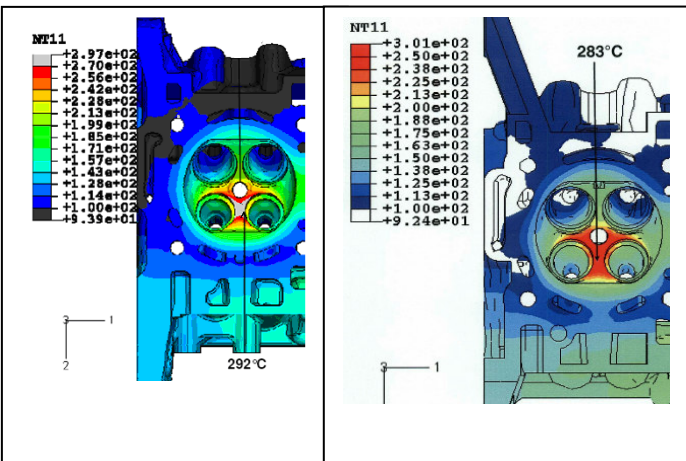 NT11
+2.97e+02
+2.70e+02
+2.56e+02
+2.42e+02
+2.28e+02
+2.13e+02
+1.99e+02
+1.85e+02
+1.71e+02
+1.57e+02
+1.43e+02
+1.28e+02
+1.14e+02
+1.00e+02
+9.39e+01
3
1
2
292°C
NT11
+3.01e+02
+2.50e+02
+2.38e+02
+2.25e+02
+2.13e+02
+2.00e+02
+1.88e+02
+1.75e+02
+1.63e+02
+1.50e+02
+1.38e+02
+1.25e+02
+1.13e+02
+1.00e+02
+9.24e+01
283°C
3
1